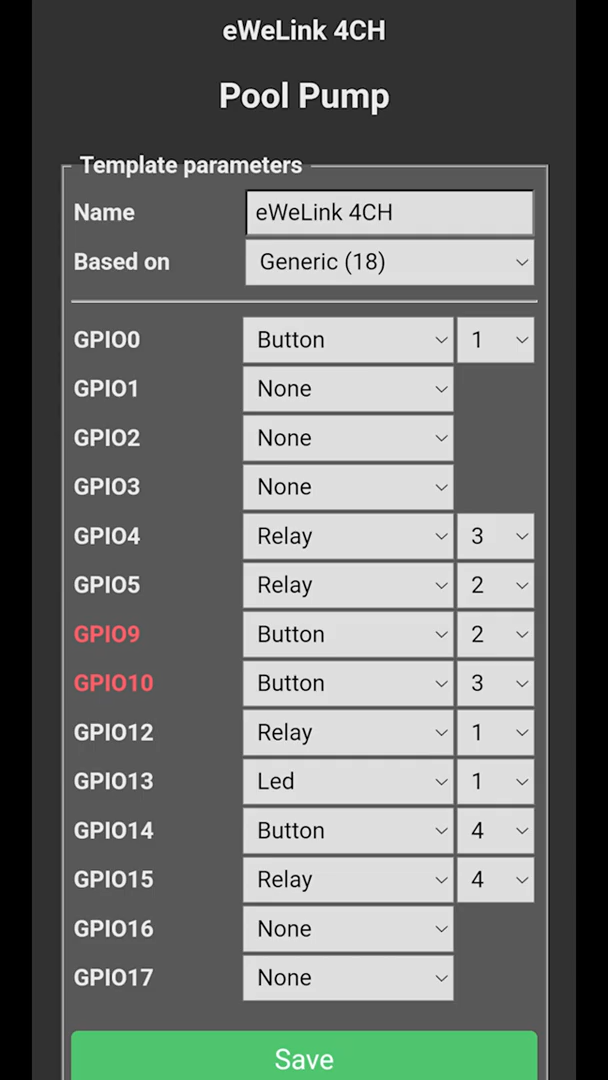 eWeLink 4CH
Pool Pump
Template parameters
Name eWeLink 4CH
Based on Generic (18)
GPIO0 Button 1
GPIO1 None
GPIO2 None
GPIO3 None
GPIO4 Relay 3
GPIO5 Relay 2
GPIO9 Button 2
GPIO10 Button 3
GPIO12 Relay 1
GPIO13 Led 1
GPIO14 Button 4
GPIO15 Relay 4
GPIO16 None
GPIO17 None
Save